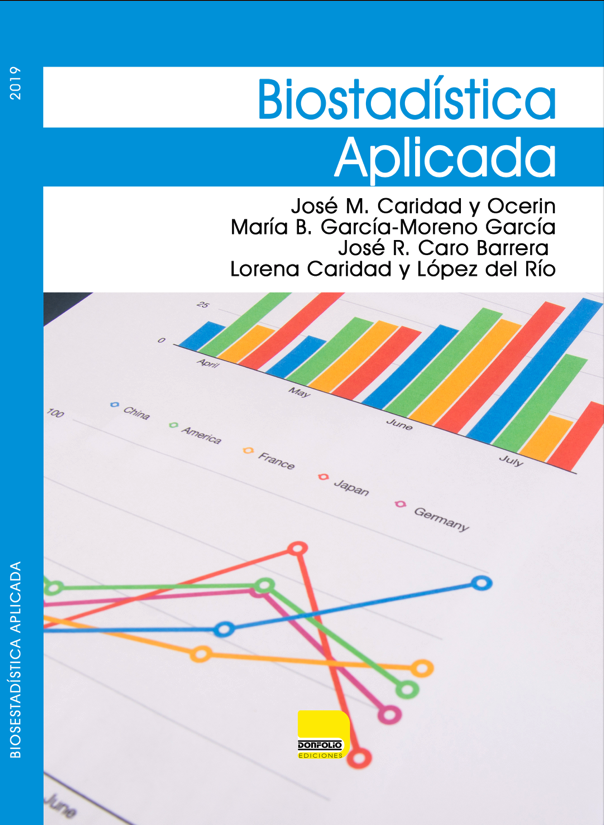 2019
BIOSESTADÍSTICA APLICADA
Biostadística
Aplicada
José M. Caridad y Ocerin
María B. García-Moreno García
José R. Caro Barrera
Lorena Caridad y López del Río
25
0
April
May
June
July
100
China
America
France
Japan
Germany
June
DONFOLIO
EDICIONES